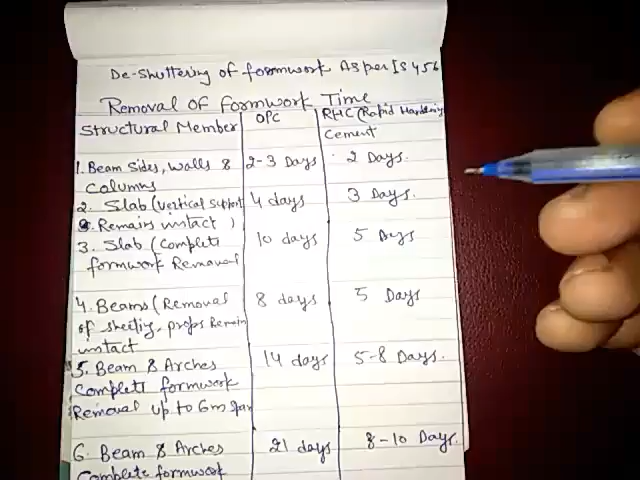 De-Shuttering of formwork As per IS 456
Removal of Formwork Time
Structural Member OPC RHC (Rapid Hardening Cement
1. Beam Sides, Walls & columns 2-3 Days 2 Days.
2. Slab (vertical support Remains intact) 4 days 3 Days.
3. Slab (Complete formwork Removal 10 days 5 Days
4. Beams (Removal of sheeting, props Remain intact 8 days 5 Days
5. Beam & Arches Complete formwork Removal up to 6m span 14 days 5-8 Days.
6. Beam & Arches Complete formwork 21 days 8-10 Days.